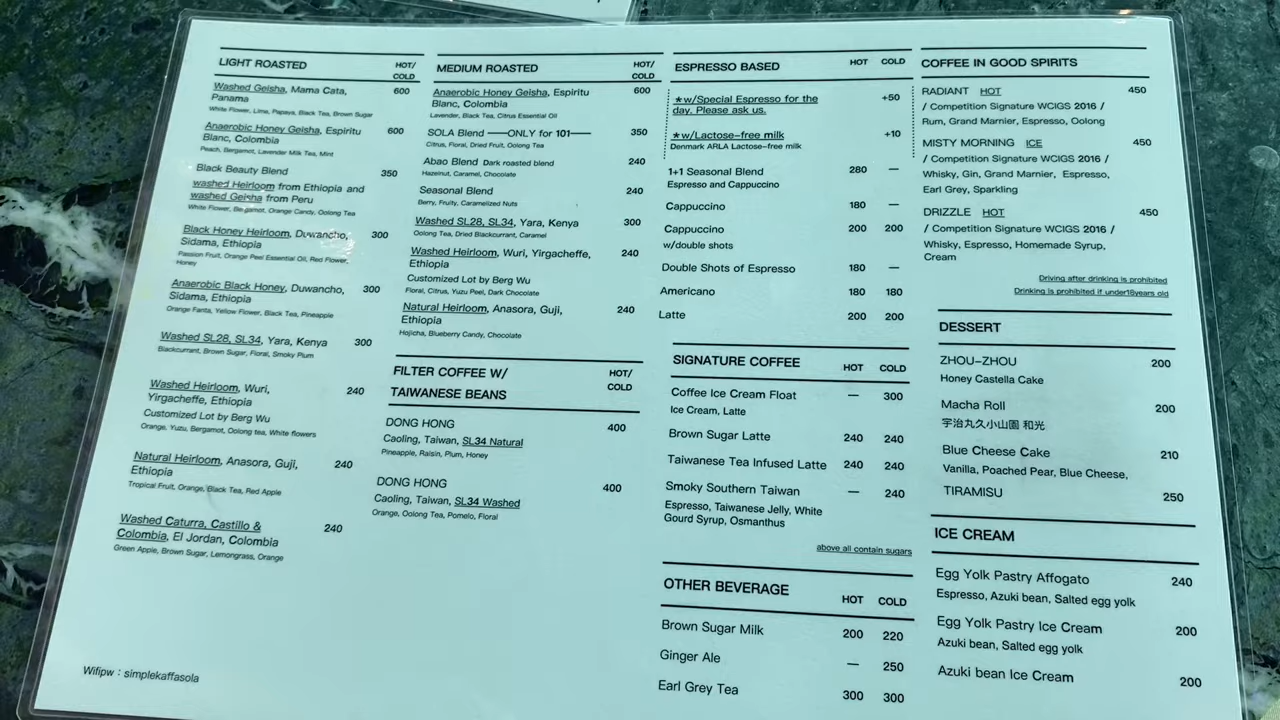 LIGHT ROASTED HOT/
COLD
Washed Geisha, Mama Cata, 600
Panama
White Flower, Lime, Papaya, Black Tea, Brown Sugar
Anaerobic Honey Geisha, Espiritu 600
Blanc, Colombia
Peach, Bergamot, Lavender Milk Tea, Mint
Black Beauty Blend 350
washed Heirloom from Ethiopia and
washed Geisha from Peru
White Flower, Bergamot, Orange Candy, Oolong Tea
Black Honey Heirloom, Duwancho, 300
Sidama, Ethiopia
Passion Fruit, Orange Peel Essential Oil, Red Flower,
Honey
Anaerobic Black Honey, Duwancho, 300
Sidama, Ethiopia
Orange Fanta, Yellow Flower, Black Tea, Pineapple
Washed SL28, SL34, Yara, Kenya 300
Blackcurrant, Brown Sugar, Floral, Smoky Plum
Washed Heirloom, Wuri, 240
Yirgacheffe, Ethiopia
Customized Lot by Berg Wu
Orange, Yuzu, Bergamot, Oolong tea, White flowers
Natural Heirloom, Anasora, Guji, 240
Ethiopia
Tropical Fruit, Orange, Black Tea, Red Apple
Washed Caturra, Castillo & 240
Colombia, El Jordan, Colombia
Green Apple, Brown Sugar, Lemongrass, Orange
Wifipw : simplekaffasola
MEDIUM ROASTED HOT/
COLD
Anaerobic Honey Geisha, Espiritu 600
Blanc, Colombia
Lavender, Black Tea, Citrus Essential Oil
SOLA Blend ——ONLY for 101—— 350
Citrus, Floral, Dried Fruit, Oolong Tea
Abao Blend Dark roasted blend 240
Hazelnut, Caramel, Chocolate
Seasonal Blend 240
Berry, Fruity, Caramelized Nuts
Washed SL28, SL34, Yara, Kenya 300
Oolong Tea, Dried Blackcurrant, Caramel
Washed Heirloom, Wuri, Yirgacheffe, 240
Ethiopia
Customized Lot by Berg Wu
Floral, Citrus, Yuzu Peel, Dark Chocolate
Natural Heirloom, Anasora, Guji, 240
Ethiopia
Hojicha, Blueberry Candy, Chocolate
FILTER COFFEE W/ HOT/
TAIWANESE BEANS COLD
DONG HONG 400
Caoling, Taiwan, SL34 Natural
Pineapple, Raisin, Plum, Honey
DONG HONG 400
Caoling, Taiwan, SL34 Washed
Orange, Oolong Tea, Pomelo, Floral
ESPRESSO BASED HOT COLD
★w/Special Espresso for the +50
day. Please ask us.
★w/Lactose-free milk +10
Denmark ARLA Lactose-free milk
1+1 Seasonal Blend 280 —
Espresso and Cappuccino
Cappuccino 180 —
Cappuccino 200 200
w/double shots
Double Shots of Espresso 180 —
Americano 180 180
Latte 200 200
SIGNATURE COFFEE HOT COLD
Coffee Ice Cream Float — 300
Ice Cream, Latte
Brown Sugar Latte 240 240
Taiwanese Tea Infused Latte 240 240
Smoky Southern Taiwan — 240
Espresso, Taiwanese Jelly, White
Gourd Syrup, Osmanthus
above all contain sugars
OTHER BEVERAGE HOT COLD
Brown Sugar Milk 200 220
Ginger Ale — 250
Earl Grey Tea 300 300
COFFEE IN GOOD SPIRITS
RADIANT HOT 450
/ Competition Signature WCIGS 2016 /
Rum, Grand Marnier, Espresso, Oolong
MISTY MORNING ICE 450
/ Competition Signature WCIGS 2016 /
Whisky, Gin, Grand Marnier, Espresso,
Earl Grey, Sparkling
DRIZZLE HOT 450
/ Competition Signature WCIGS 2016 /
Whisky, Espresso, Homemade Syrup,
Cream
Driving after drinking is prohibited
Drinking is prohibited if under18years old
DESSERT
ZHOU-ZHOU 200
Honey Castella Cake
Macha Roll 200
宇治丸久小山園 和光
Blue Cheese Cake 210
Vanilla, Poached Pear, Blue Cheese,
TIRAMISU 250
ICE CREAM
Egg Yolk Pastry Affogato 240
Espresso, Azuki bean, Salted egg yolk
Egg Yolk Pastry Ice Cream 200
Azuki bean, Salted egg yolk
Azuki bean Ice Cream 200